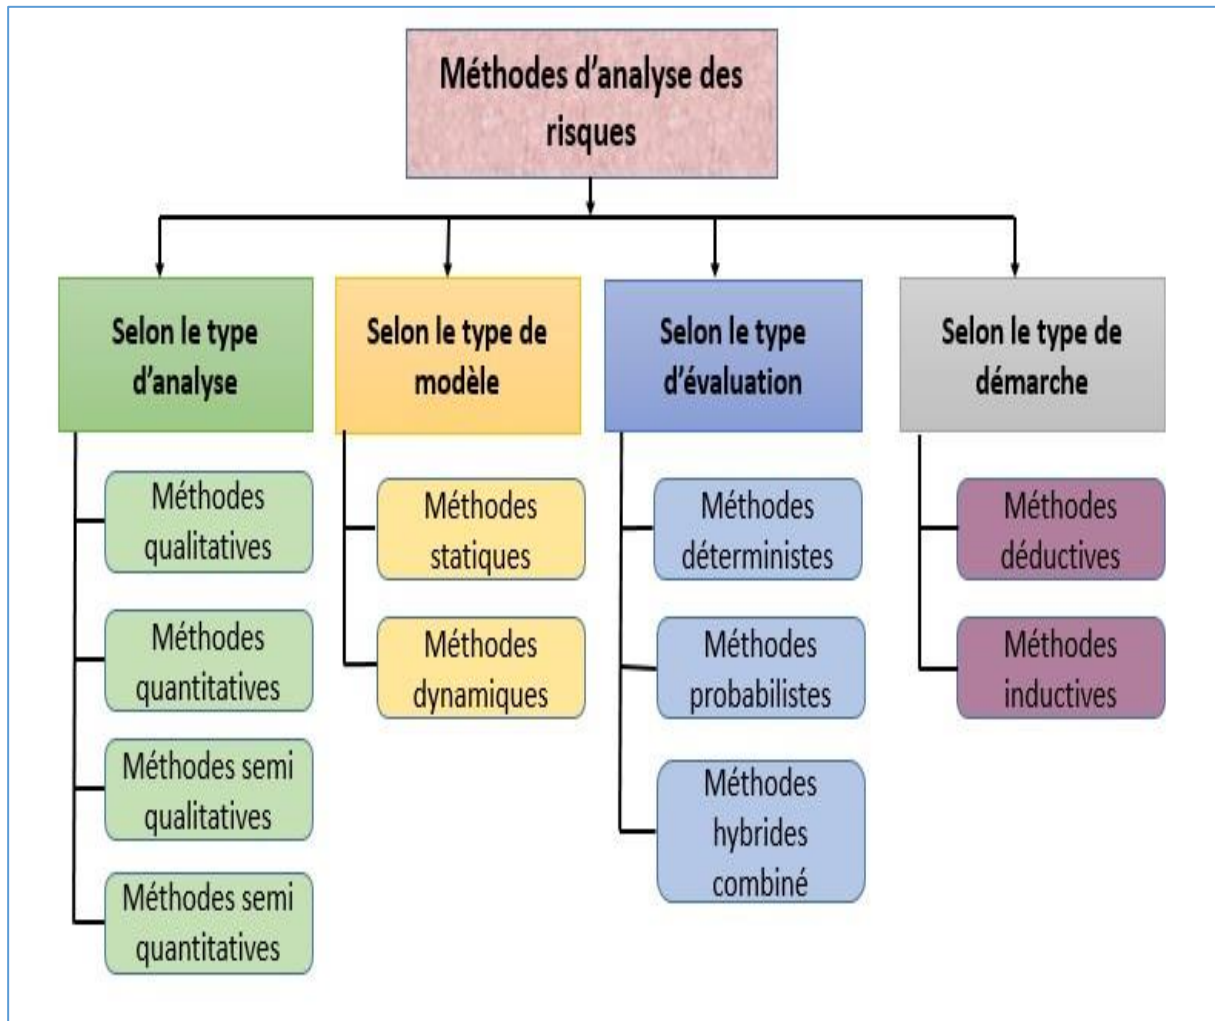 Méthodes d'analyse des
risques
Selon le type
d'analyse
Méthodes
qualitatives
Méthodes
quantitatives
Méthodes semi
qualitatives
Méthodes semi
quantitatives
Selon le type de
modèle
Méthodes
statiques
Méthodes
dynamiques
Selon le type
d'évaluation
Méthodes
déterministes
Méthodes
probabilistes
Méthodes
hybrides
combiné
Selon le type de
démarche
Méthodes
déductives
Méthodes
inductives